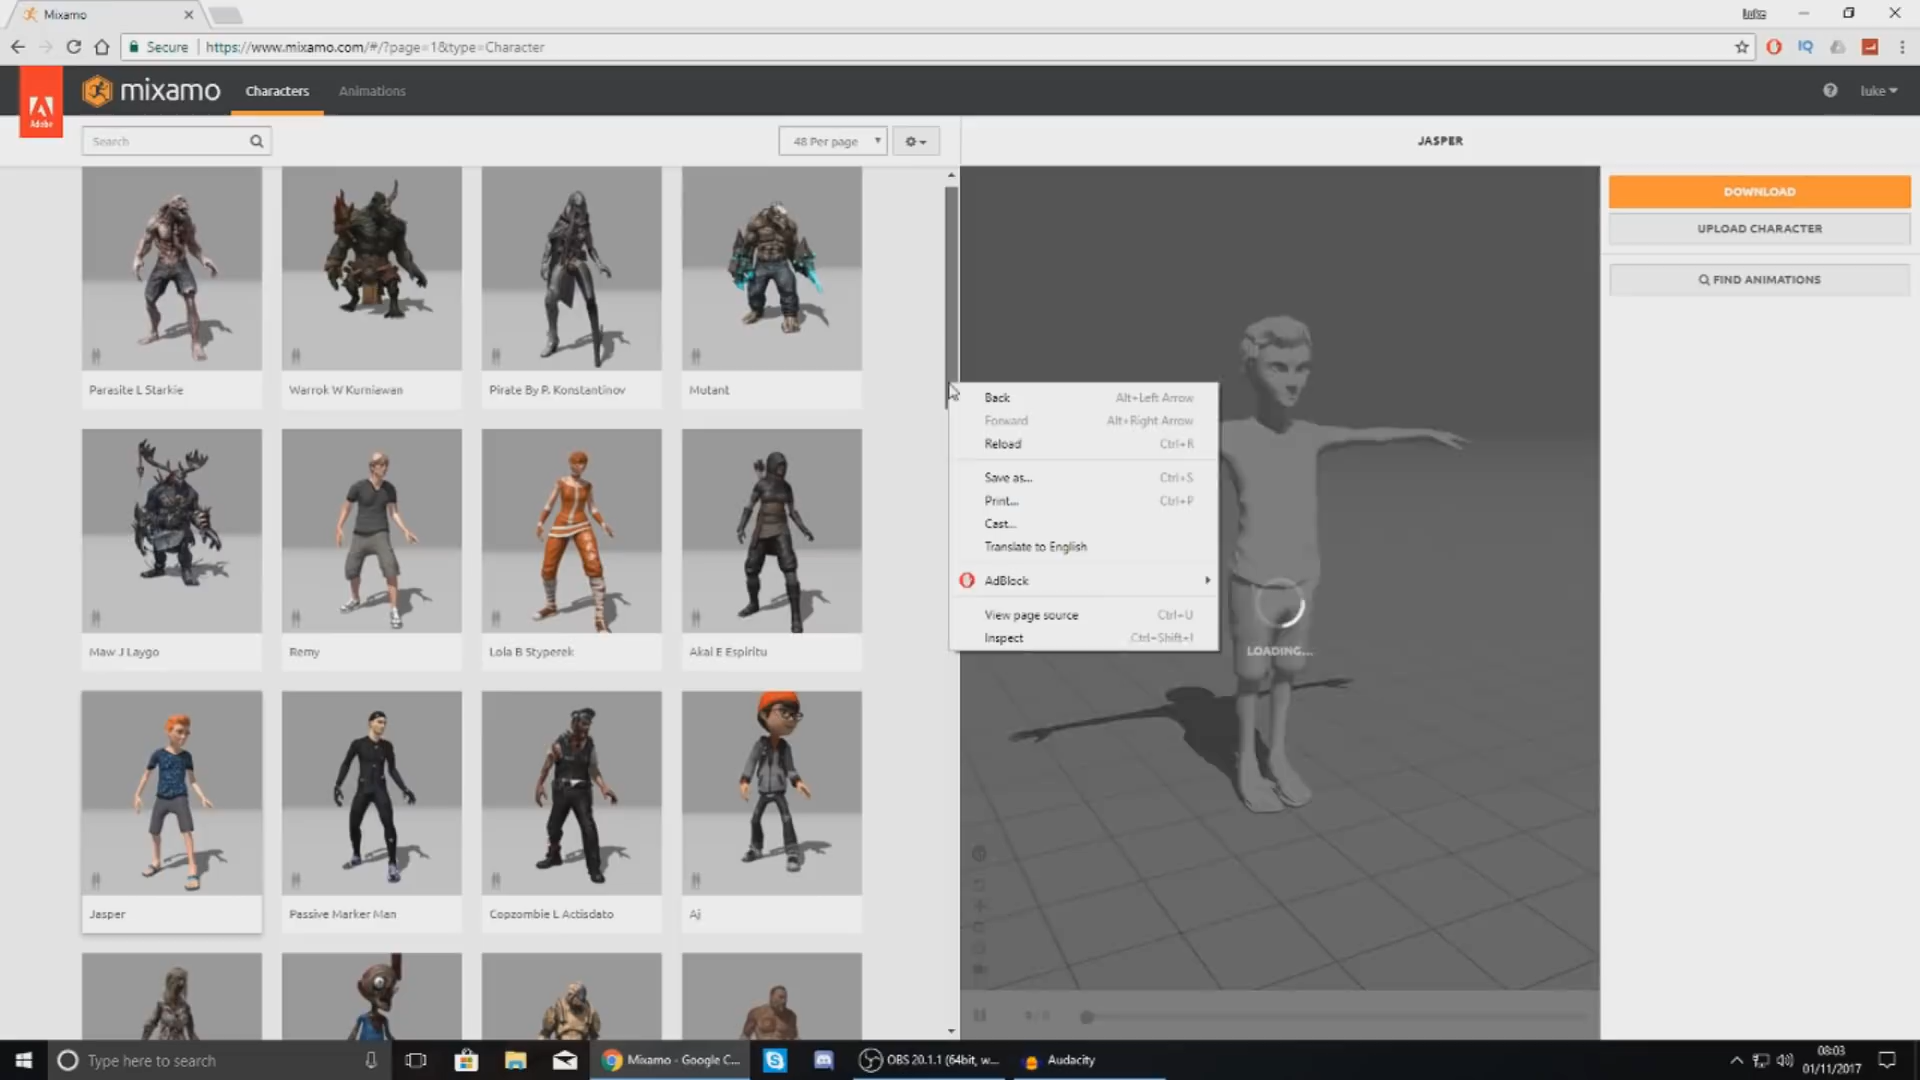 Mixamo
luke
Secure
https://www.mixamo.com/#/?page=1&type=Character
Adobe
mixamo
Characters
Animations
luke
Search
48 Per page
JASPER
DOWNLOAD
UPLOAD CHARACTER
FIND ANIMATIONS
Parasite L Starkie
Warrok W Kurniawan
Pirate By P. Konstantinov
Mutant
Back Alt+Left Arrow
Forward Alt+Right Arrow
Reload Ctrl+R
Save as... Ctrl+S
Print... Ctrl+P
Cast...
Translate to English
AdBlock
View page source Ctrl+U
Inspect Ctrl+Shift+I
LOADING...
Maw J Laygo
Remy
Lola B Styperek
Akai E Espiritu
Jasper
Passive Marker Man
Copzombie L Actisdato
Aj
Type here to search
Mixamo - Google C...
OBS 20.1.1 (64bit, w...
Audacity
08:03
01/11/2017